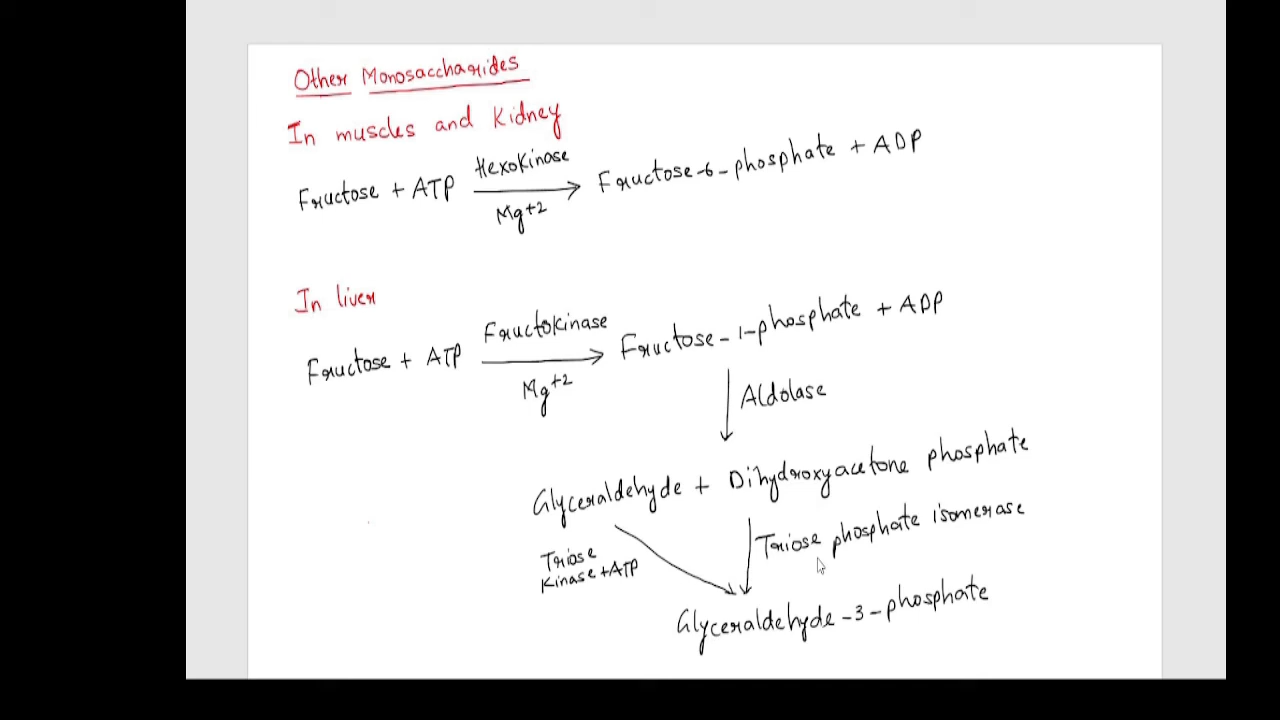 Other Monosaccharides
In muscles and Kidney
Fructose + ATP Hexokinase Mg+2 Fructose-6-phosphate + ADP
In liver
Fructose + ATP Fructokinase Mg+2 Fructose-1-phosphate + ADP
Aldolase
Glyceraldehyde + Dihydroxyacetone phosphate
Triose Kinase+ATP
Triose phosphate isomerase
Glyceraldehyde-3-phosphate